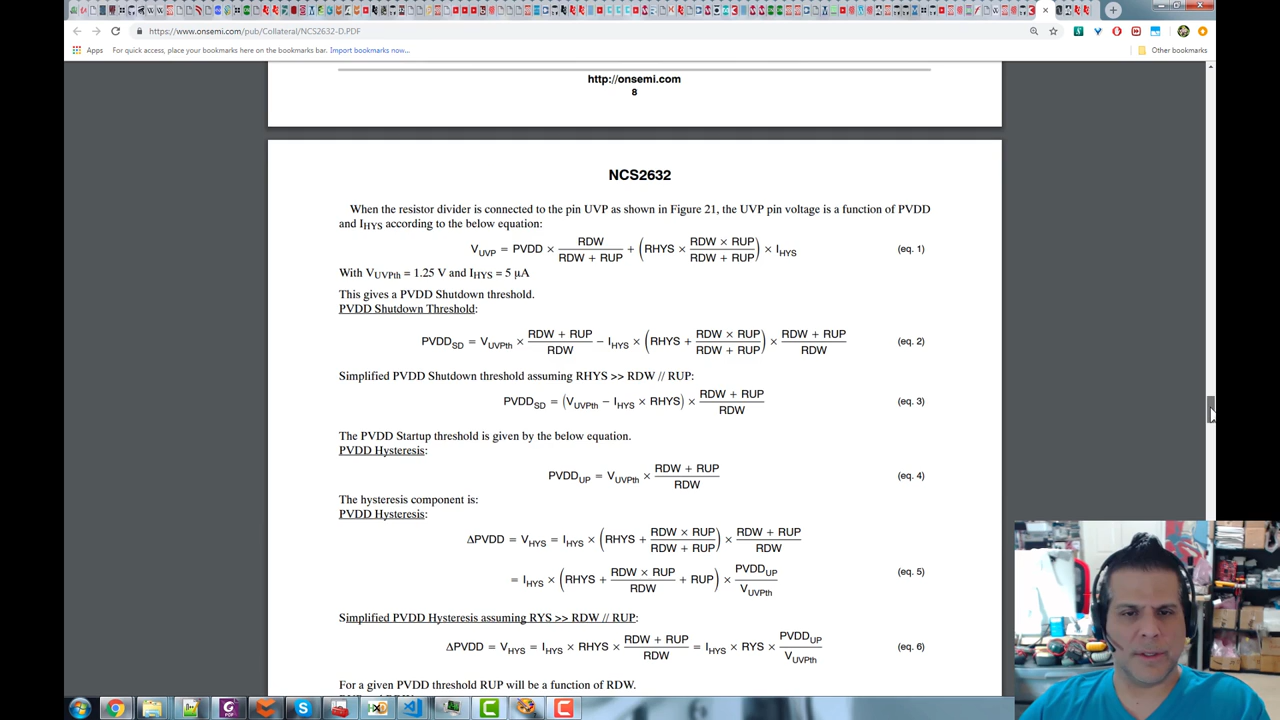 https://www.onsemi.com/pub/Collateral/NCS2632-D.PDF
Apps For quick access, place your bookmarks here on the bookmarks bar. Import bookmarks now... Other bookmarks
http://onsemi.com
8
NCS2632
When the resistor divider is connected to the pin UVP as shown in Figure 21, the UVP pin voltage is a function of PVDD
and IHYS according to the below equation:
VUVP = PVDD × RDW / (RDW + RUP) + (RHYS × (RDW × RUP) / (RDW + RUP)) × IHYS (eq. 1)
With VUVPth = 1.25 V and IHYS = 5 μA
This gives a PVDD Shutdown threshold.
PVDD Shutdown Threshold:
PVDDSD = VUVPth × (RDW + RUP) / RDW − IHYS × (RHYS + (RDW × RUP) / (RDW + RUP)) × (RDW + RUP) / RDW (eq. 2)
Simplified PVDD Shutdown threshold assuming RHYS >> RDW // RUP:
PVDDSD = (VUVPth − IHYS × RHYS) × (RDW + RUP) / RDW (eq. 3)
The PVDD Startup threshold is given by the below equation.
PVDD Hysteresis:
PVDDUP = VUVPth × (RDW + RUP) / RDW (eq. 4)
The hysteresis component is:
PVDD Hysteresis:
ΔPVDD = VHYS = IHYS × (RHYS + (RDW × RUP) / (RDW + RUP)) × (RDW + RUP) / RDW
= IHYS × (RHYS + (RDW × RUP) / RDW + RUP) × PVDDUP / VUVPth (eq. 5)
Simplified PVDD Hysteresis assuming RYS >> RDW // RUP:
ΔPVDD = VHYS = IHYS × RHYS × (RDW + RUP) / RDW = IHYS × RYS × PVDDUP / VUVPth (eq. 6)
For a given PVDD threshold RUP will be a function of RDW.